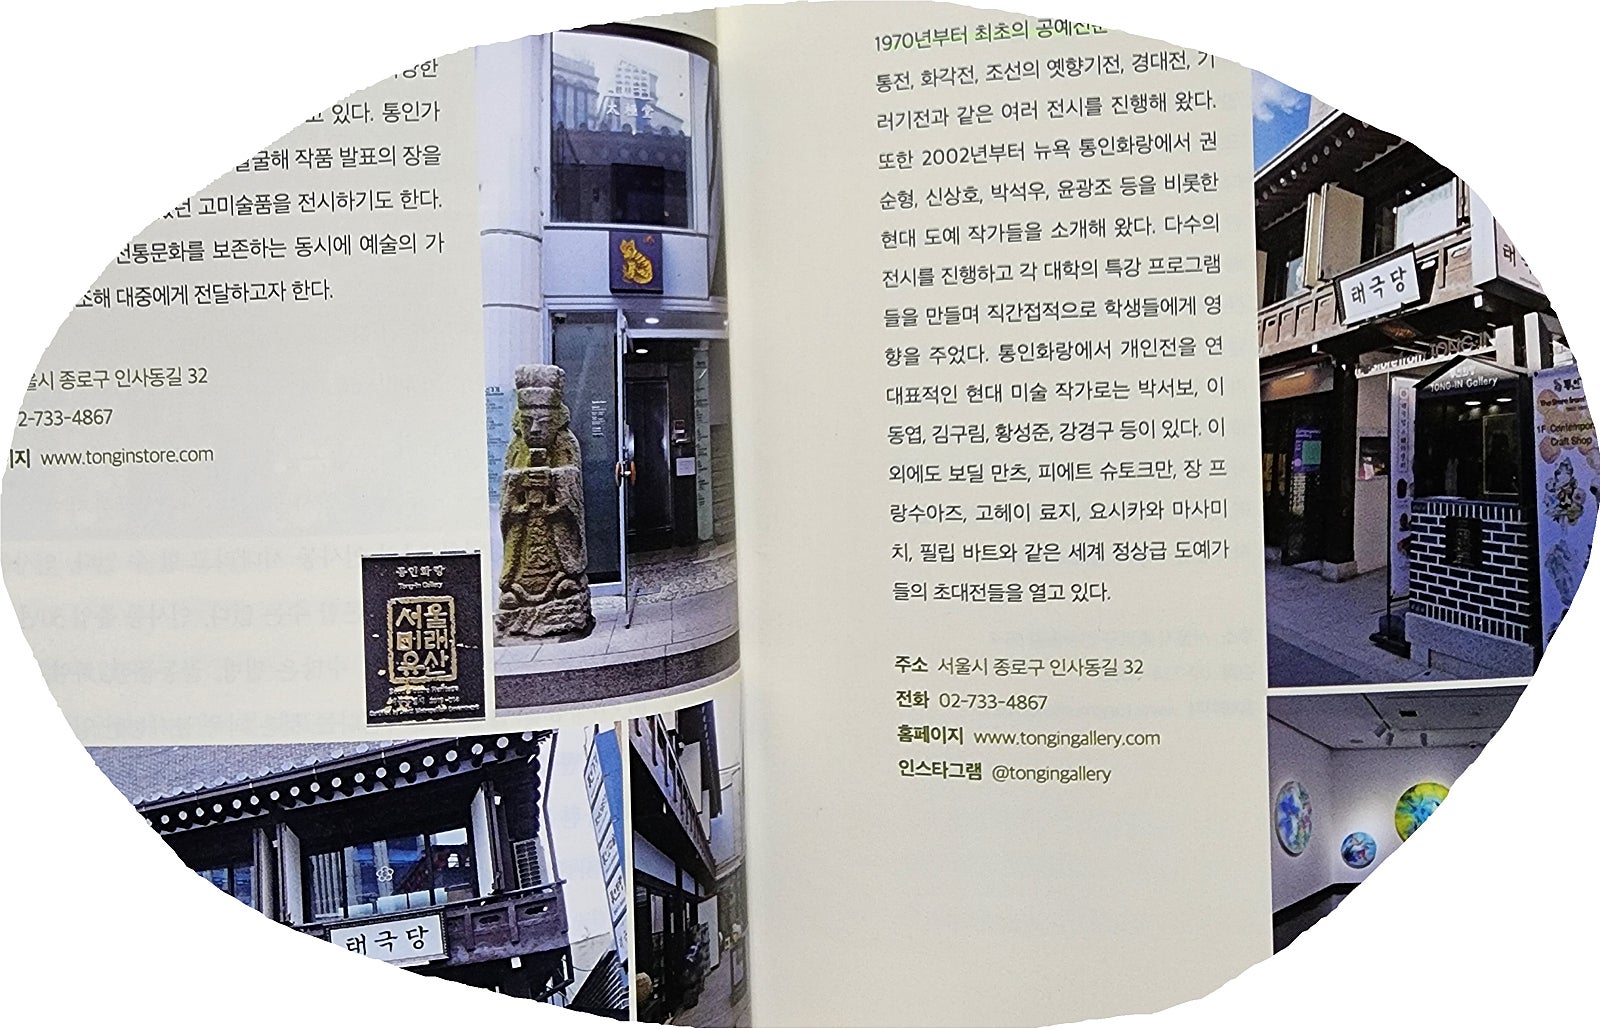 있다. 통인가
작품 발표의 장을
고미술품을 전시하기도 한다.
전통문화를 보존하는 동시에 예술의 가
대중에게 전달하고자 한다.
종로구 인사동길 32
2-733-4867
www.tonginstore.com
통인화랑
Tong-in Gallery
서울
미래
유산
태극당
1970년부터 최초의
통전, 화각전, 조선의 옛향기전, 경대전, 기
러기전과 같은 여러 전시를 진행해 왔다.
또한 2002년부터 뉴욕 통인화랑에서 권
순형, 신상호, 박석우, 윤광조 등을 비롯한
현대 도예 작가들을 소개해 왔다. 다수의
전시를 진행하고 각 대학의 특강 프로그램
들을 만들며 직간접적으로 학생들에게 영
향을 주었다. 통인화랑에서 개인전을 연
대표적인 현대 미술 작가로는 박서보, 이
동엽, 김구림, 황성준, 강경구 등이 있다. 이
외에도 보딜 만츠, 피에트 슈토크만, 장 프
랑수아즈, 고헤이 료지, 요시카와 마사미
치, 필립 바트와 같은 세계 정상급 도예가
들의 초대전들을 열고 있다.
주소 서울시 종로구 인사동길 32
전화 02-733-4867
홈페이지 www.tongingallery.com
인스타그램 @tongingallery
태극당
TONG-IN Gallery
Craft Shop